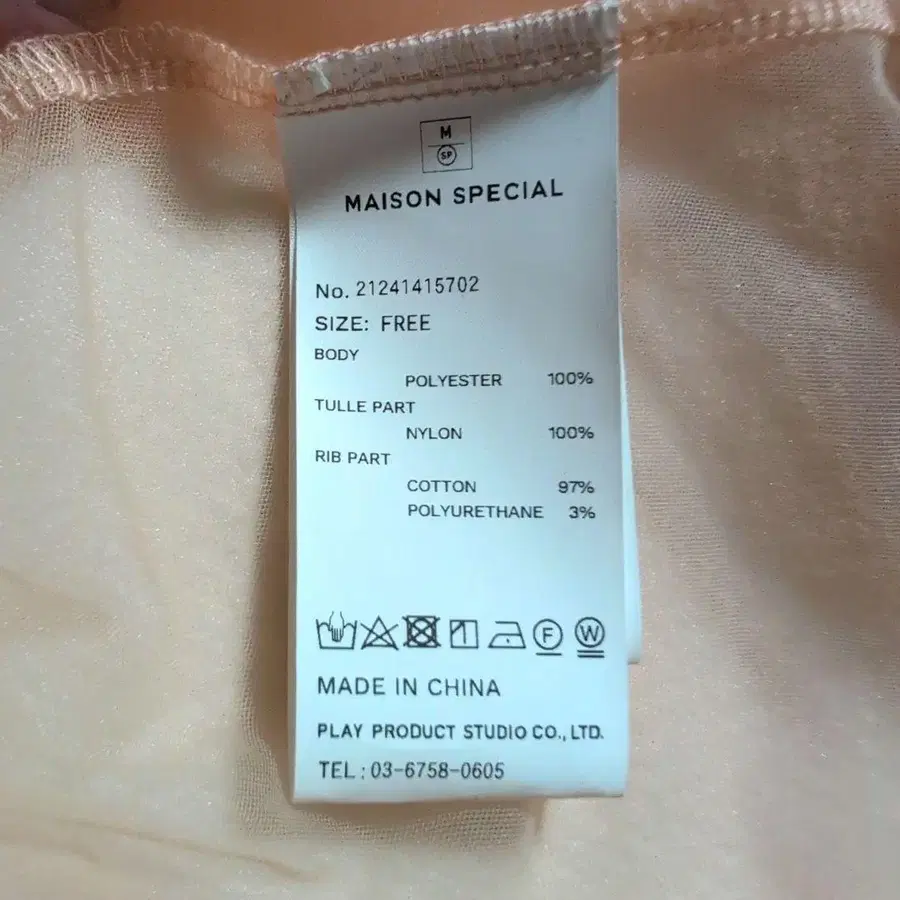 M
SP
MAISON SPECIAL
No. 21241415702
SIZE: FREE
BODY
POLYESTER 100%
TULLE PART
NYLON 100%
RIB PART
COTTON 97%
POLYURETHANE 3%
F W
MADE IN CHINA
PLAY PRODUCT STUDIO CO., LTD.
TEL : 03-6758-0605